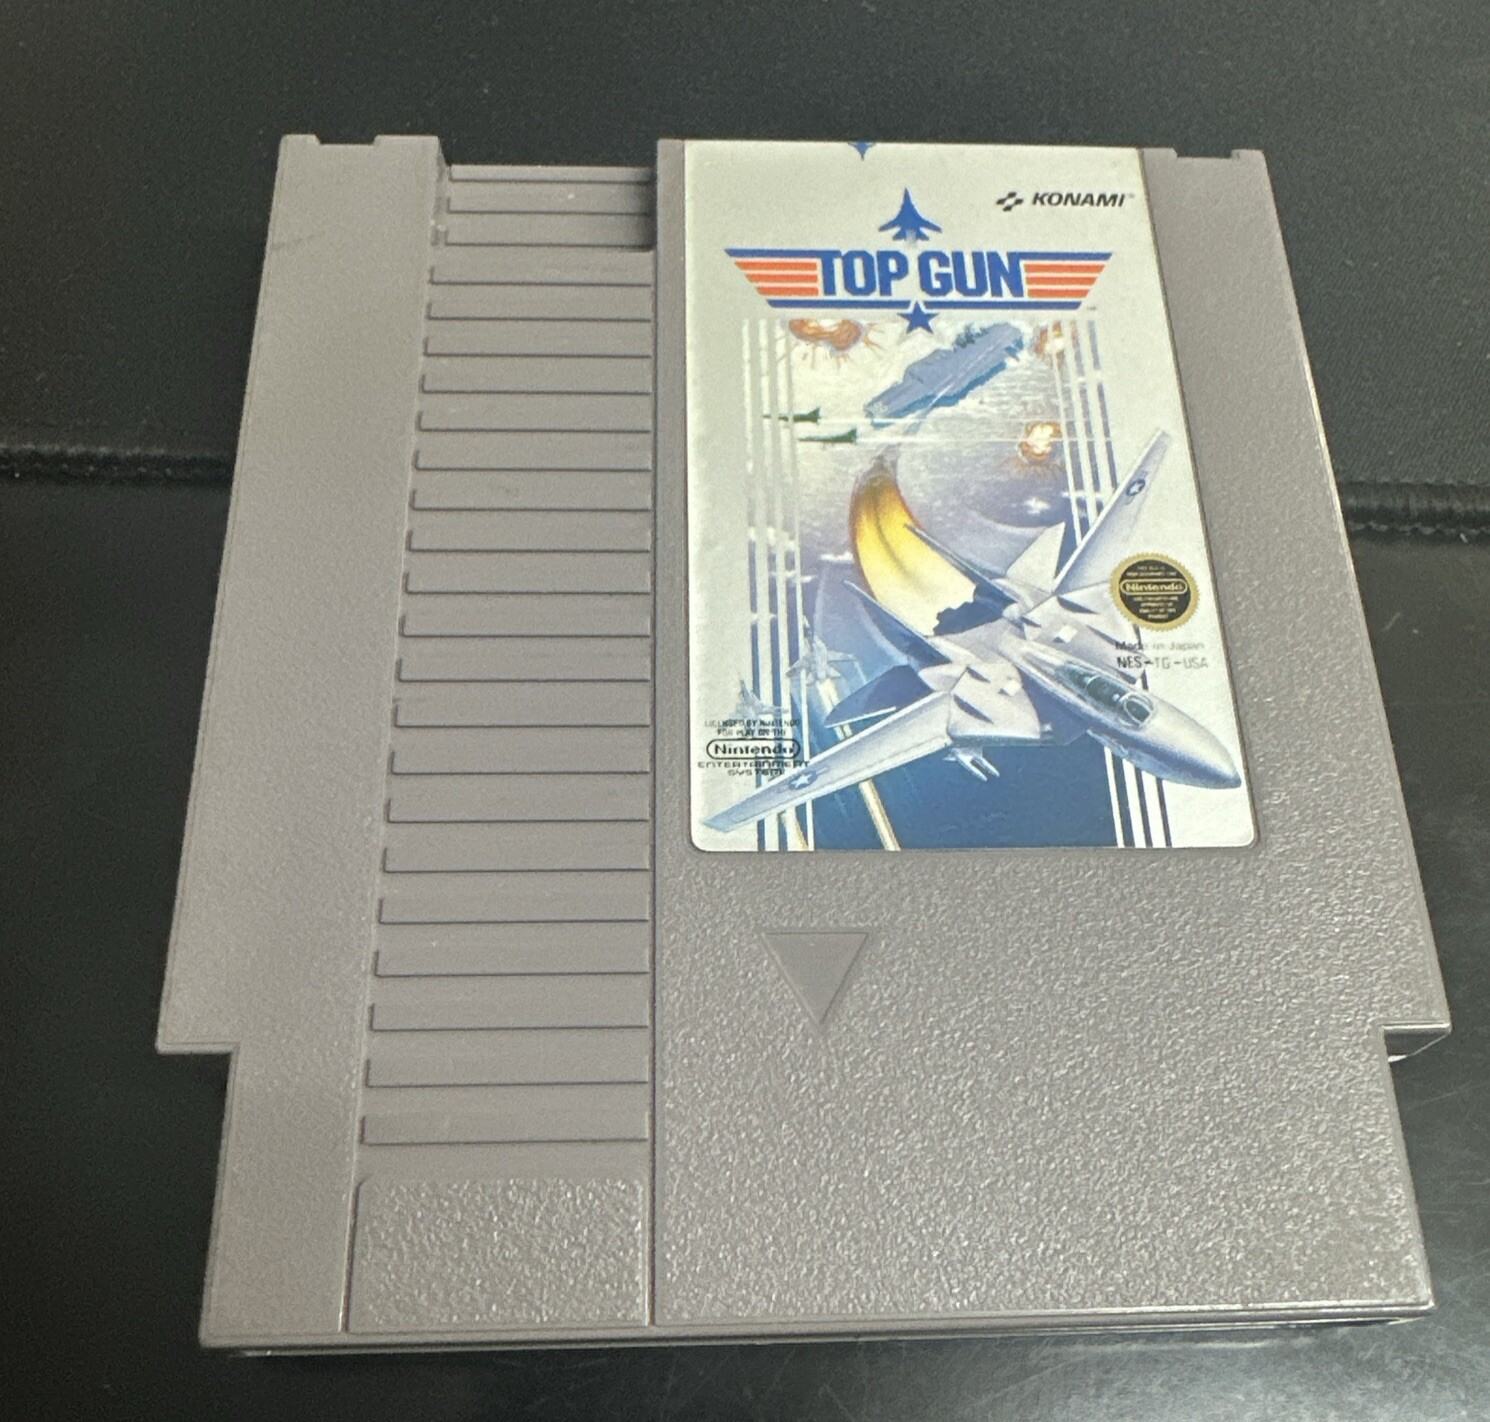 KONAMI™
TOP GUN
Nintendo
Made in Japan
NES-TG-USA
LICENSED BY NINTENDO
FOR PLAY ON THE
Nintendo
ENTERTAINMENT
SYSTEM